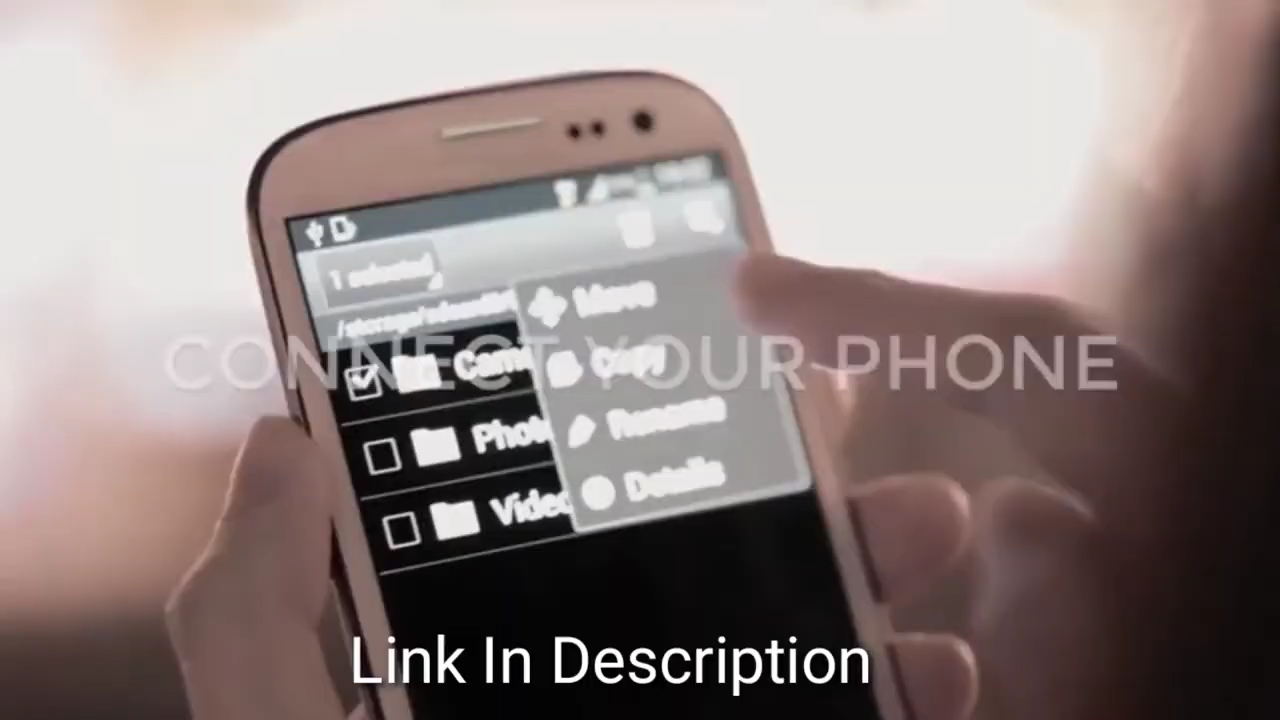 1 selected
Move
CONNECT YOUR PHONE
Copy
Rename
Details
Link In Description